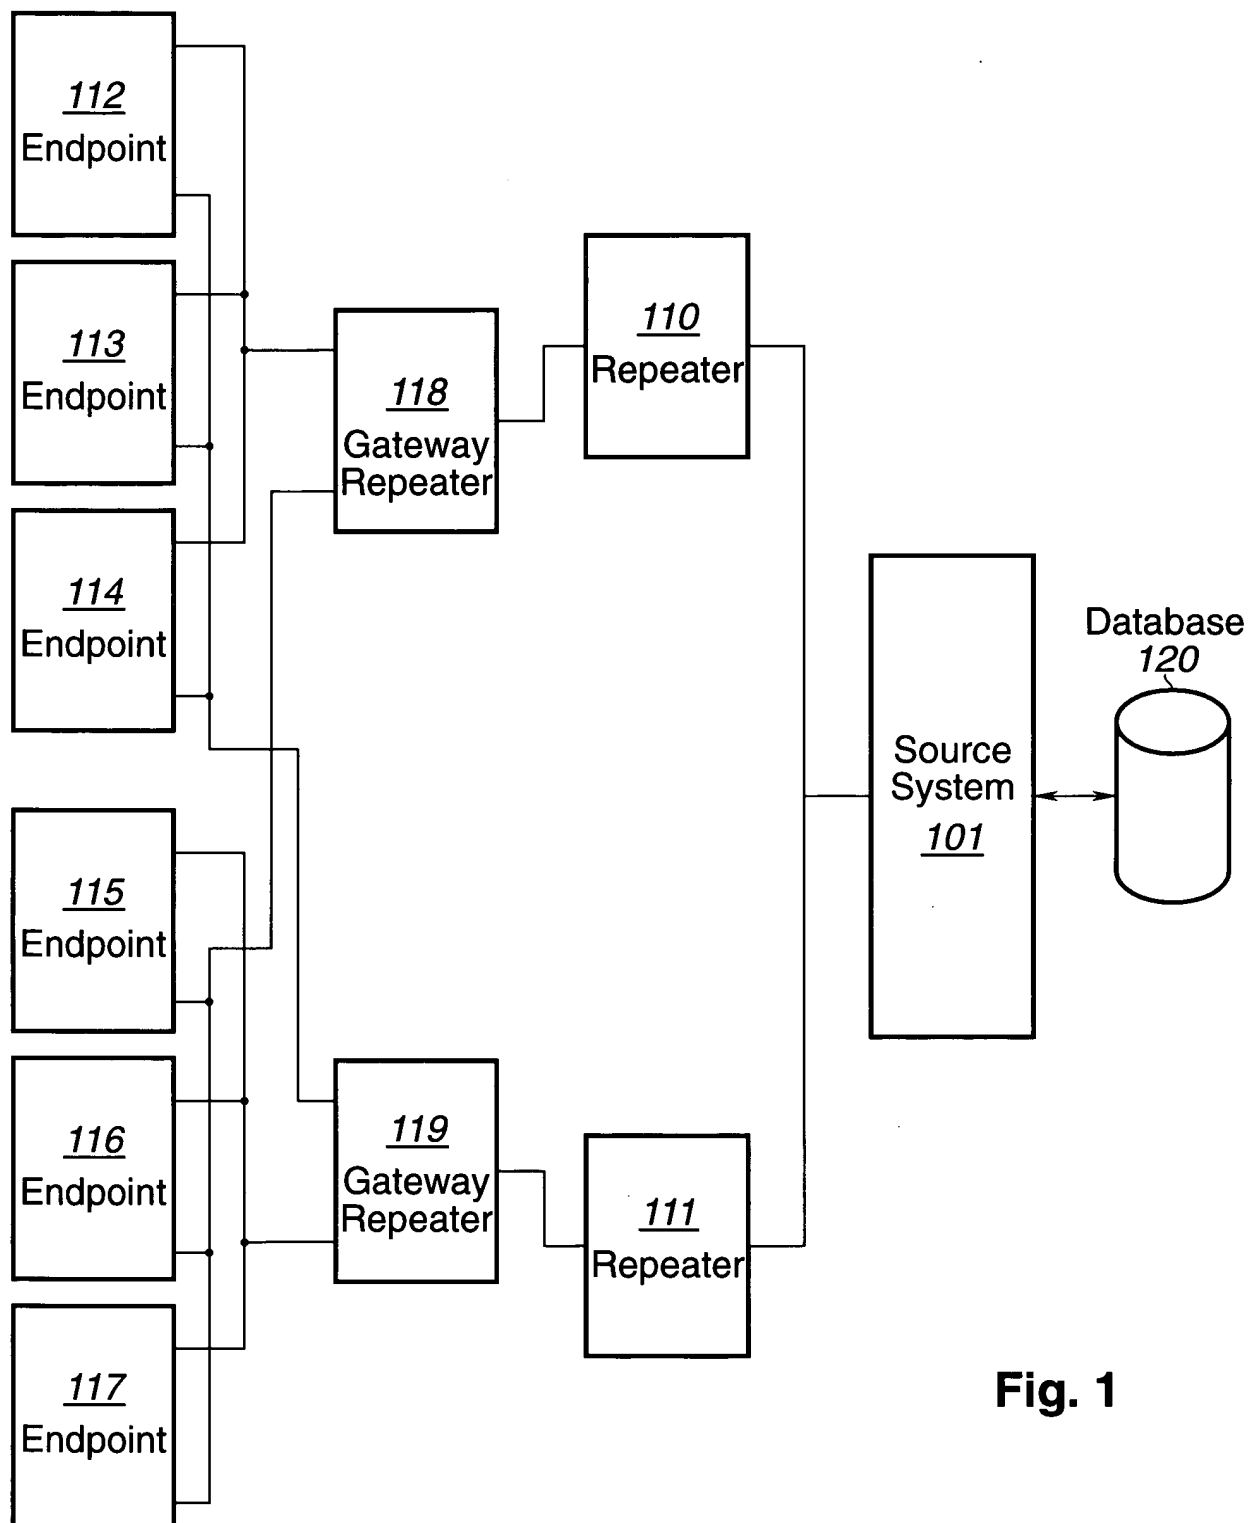 112
Endpoint
113
Endpoint
114
Endpoint
115
Endpoint
116
Endpoint
117
Endpoint
118
Gateway
Repeater
119
Gateway
Repeater
110
Repeater
111
Repeater
Source
System
101
Database
120
Fig. 1